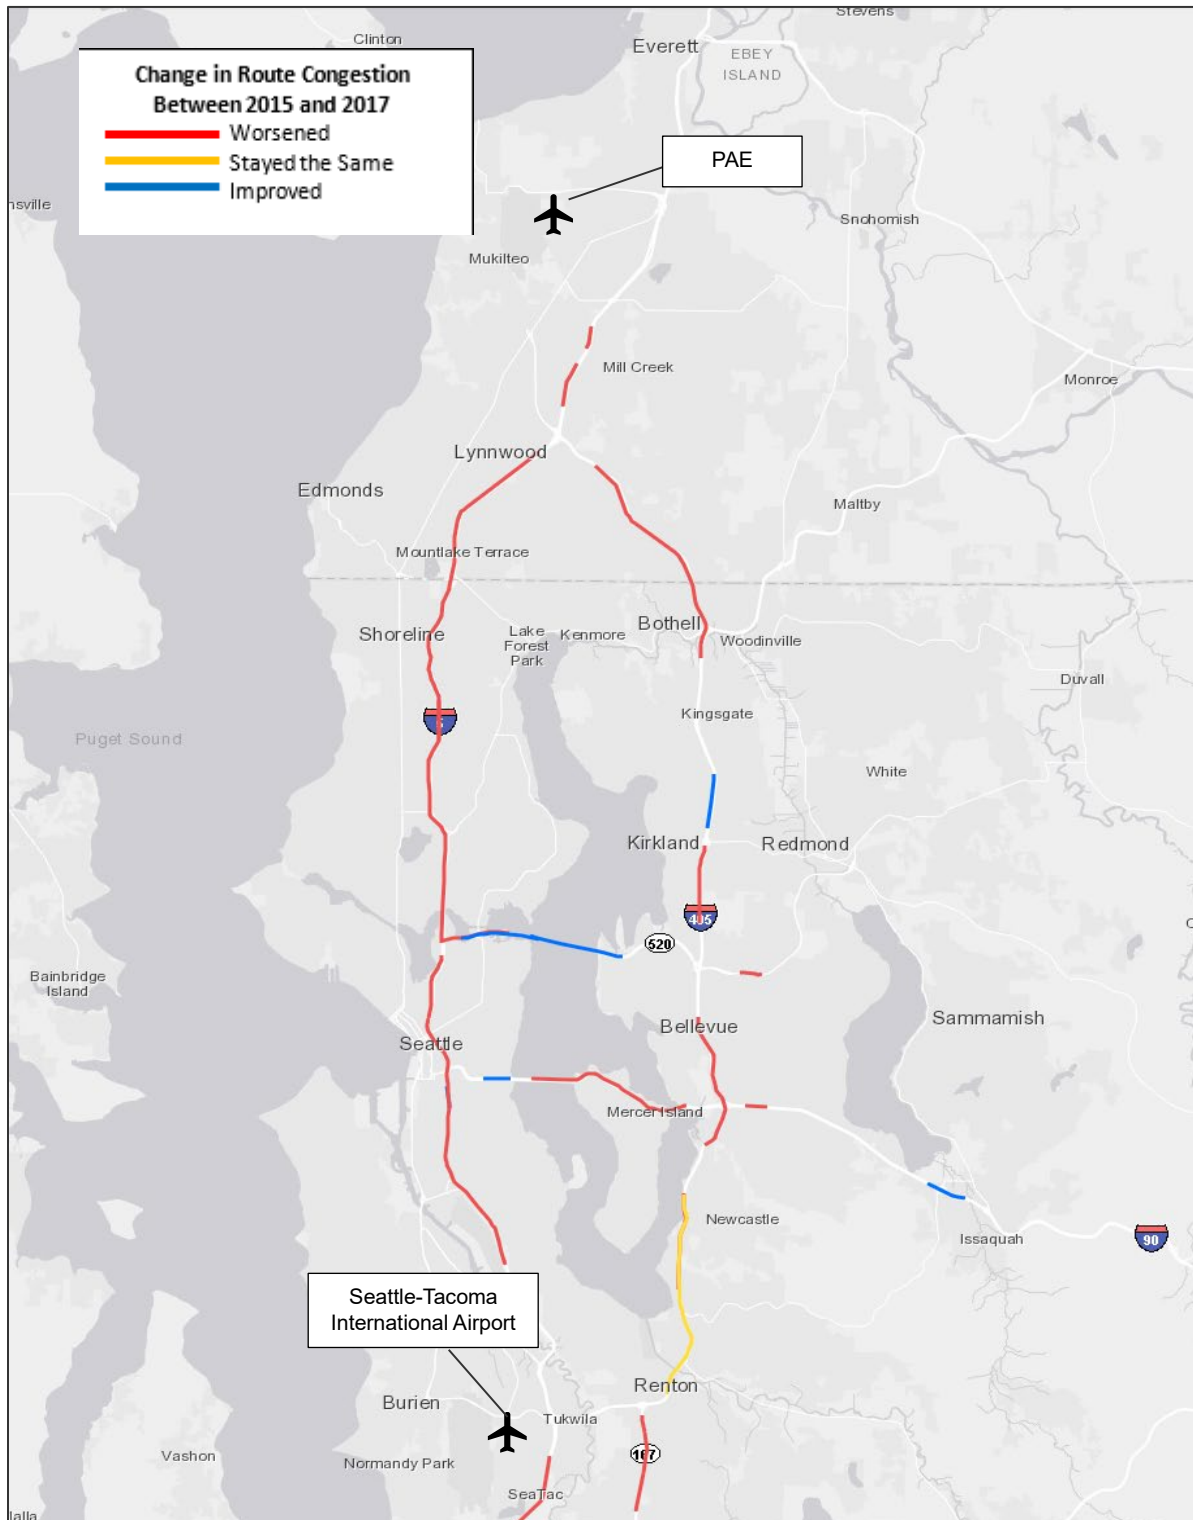 Stevens
Clinton
Everett
EBEY
ISLAND
Change in Route Congestion
Between 2015 and 2017
Worsened
Stayed the Same
Improved
PAE
nsville
Snohomish
Mukilteo
Mill Creek
Monroe
Lynnwood
Edmonds
Maltby
Mountlake Terrace
Shoreline
Lake
Forest
Park
Kenmore
Bothell
Woodinville
Duvall
Kingsgate
5
Puget Sound
White
Kirkland
Redmond
405
520
Bainbridge
Island
Sammamish
Bellevue
Seattle
Mercer Island
Newcastle
Issaquah
90
Seattle-Tacoma
International Airport
Renton
Burien
Tukwila
Vashon
Normandy Park
167
SeaTac
lalla